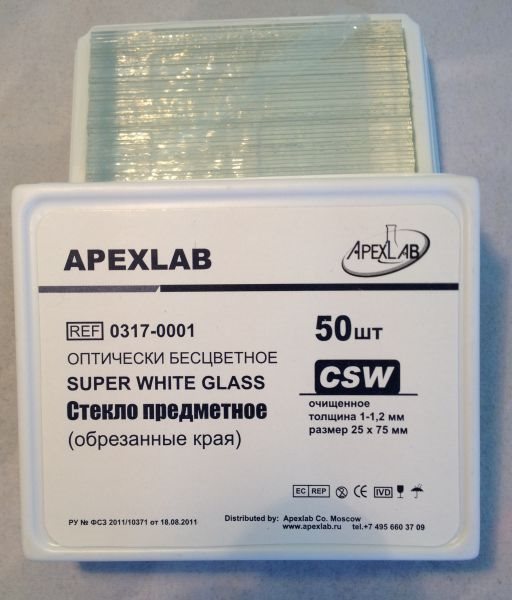 APEXLAB
APEXLAB
REF 0317-0001
50шт
ОПТИЧЕСКИ БЕСЦВЕТНОЕ
SUPER WHITE GLASS
CSW
Стекло предметное
(обрезанные края)
очищенное
толщина 1-1,2 мм
размер 25 x 75 мм
EC REP CE IVD
РУ № ФСЗ 2011/10371 от 18.08.2011
Distributed by: Apexlab Co. Moscow
www.apexlab.ru tel.+7 495 660 37 09